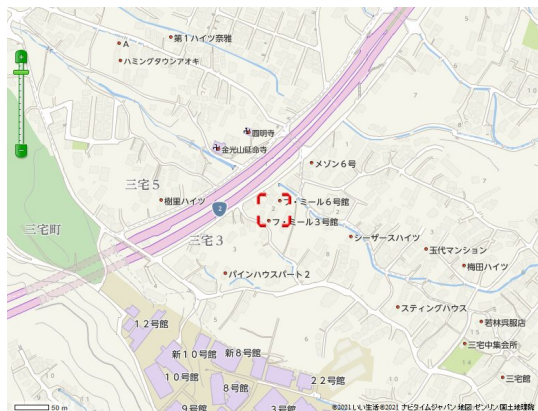 第1ハイツ奈雅
A
ハミングタウンアオキ
圓明寺
金光山延命寺
メゾン6号
三宅5
樹里ハイツ
フ・ミール6号館
2
2
フ・ミール3号館
三宅町
三宅3
シーザースハイツ
玉代マンション
梅田ハイツ
パインハウスパート2
スティングハウス
若林呉服店
三宅中集会所
12号館
新10号館
新8号館
10号館
8号館
22号館
三宅館
14
9号館
3号館
50 m
©2021 いい生活 ©2021 ナビタイムジャパン 地図 ゼンリン 国土地理院